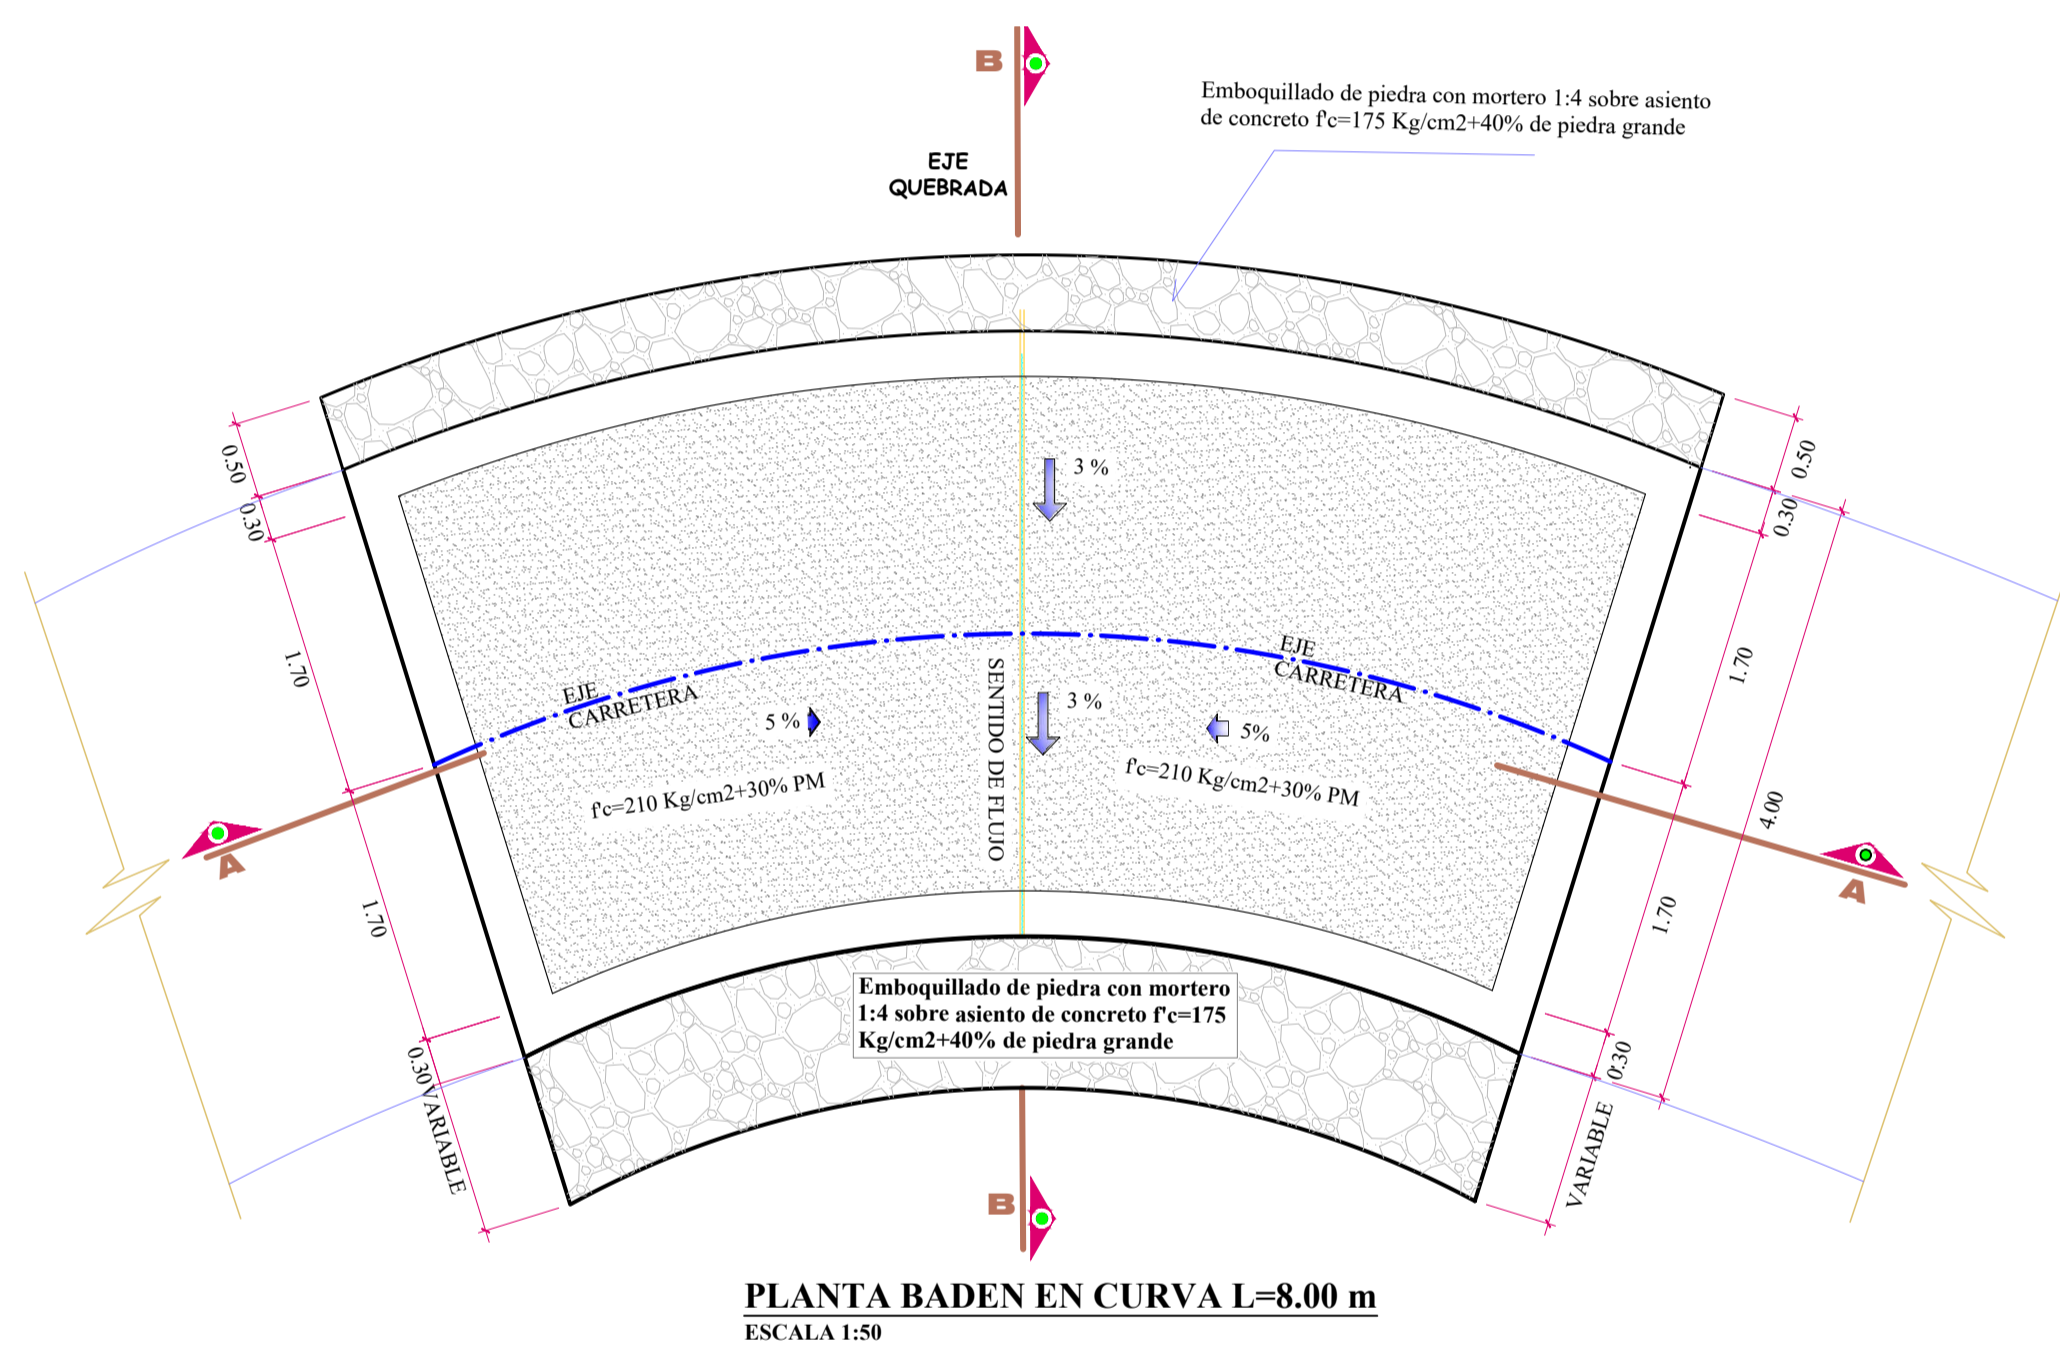 B
EJE
QUEBRADA
Emboquillado de piedra con mortero 1:4 sobre asiento
de concreto f'c=175 Kg/cm2+40% de piedra grande
0.50
0.30
1.70
1.70
0.30
VARIABLE
0.50
0.30
1.70
4.00
1.70
0.30
VARIABLE
3 %
EJE
CARRETERA
EJE
CARRETERA
SENTIDO DE FLUJO
3 %
5 %
5%
f'c=210 Kg/cm2+30% PM
f'c=210 Kg/cm2+30% PM
A
A
Emboquillado de piedra con mortero
1:4 sobre asiento de concreto f'c=175
Kg/cm2+40% de piedra grande
B
PLANTA BADEN EN CURVA L=8.00 m
ESCALA 1:50